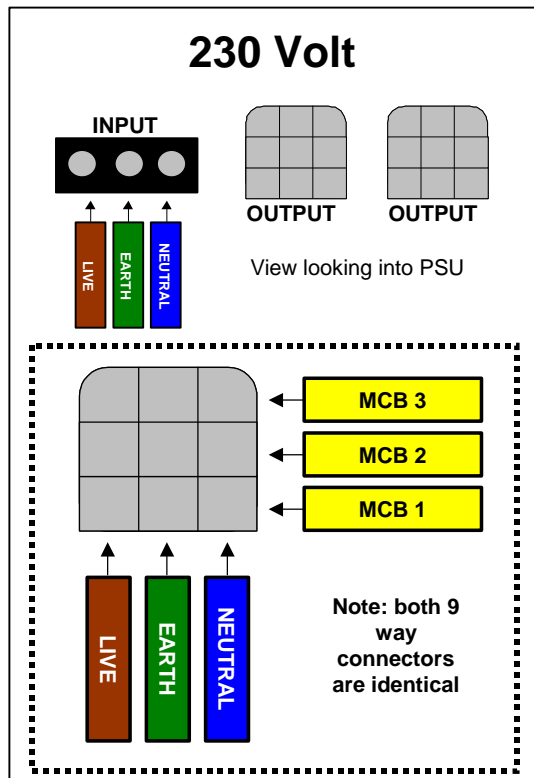 230 Volt
INPUT
OUTPUT
OUTPUT
LIVE
EARTH
NEUTRAL
View looking into PSU
MCB 3
MCB 2
MCB 1
LIVE
EARTH
NEUTRAL
Note: both 9
way
connectors
are identical